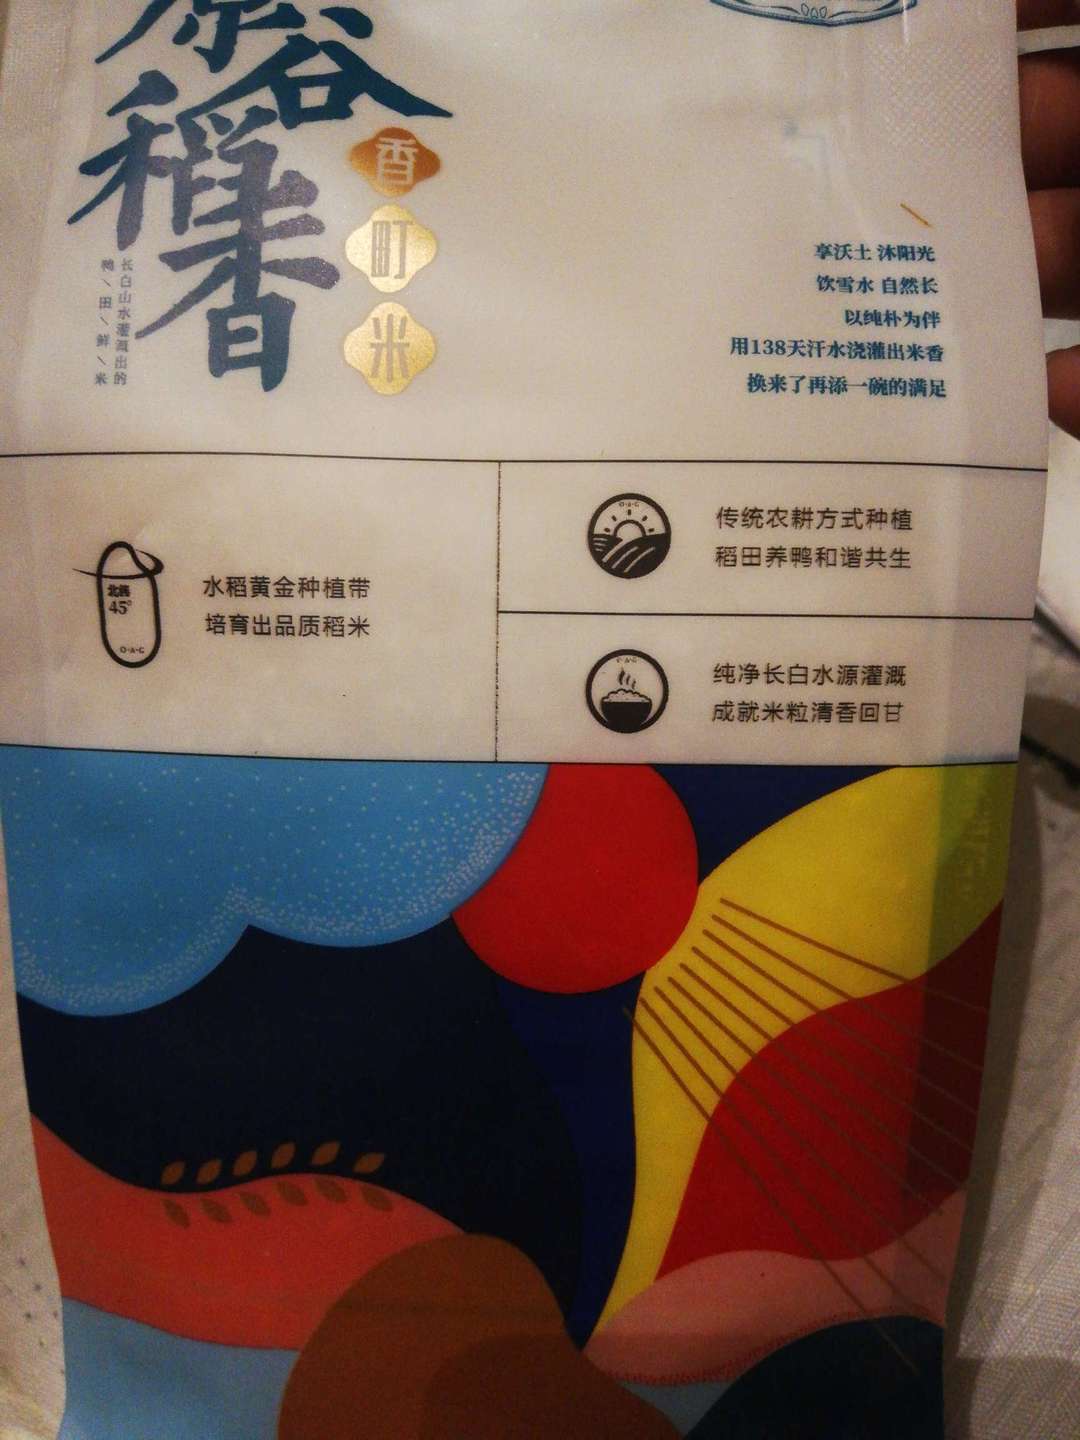 原谷
稻香
香町米
长白山水灌溉出的
鸭\田\鲜\米
享沃土 沐阳光
饮雪水 自然长
以纯朴为伴
用138天汗水浇灌出米香
换来了再添一碗的满足
北纬
45°
O·A·G
水稻黄金种植带
培育出品质稻米
O·A·G
传统农耕方式种植
稻田养鸭和谐共生
O·A·G
纯净长白水源灌溉
成就米粒清香回甘